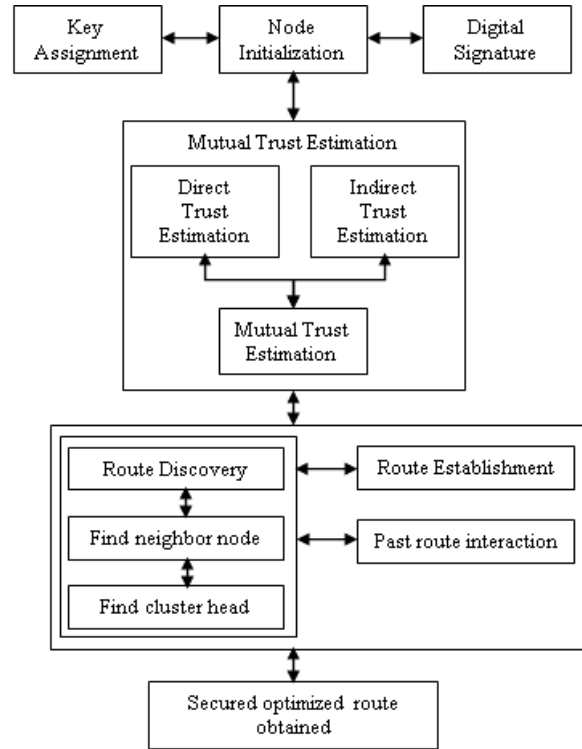 Key
Assignment
Node
Initialization
Digital
Signature
Mutual Trust Estimation
Direct
Trust
Estimation
Indirect
Trust
Estimation
Mutual Trust
Estimation
Route Discovery
Route Establishment
Find neighbor node
Past route interaction
Find cluster head
Secured optimized route
obtained